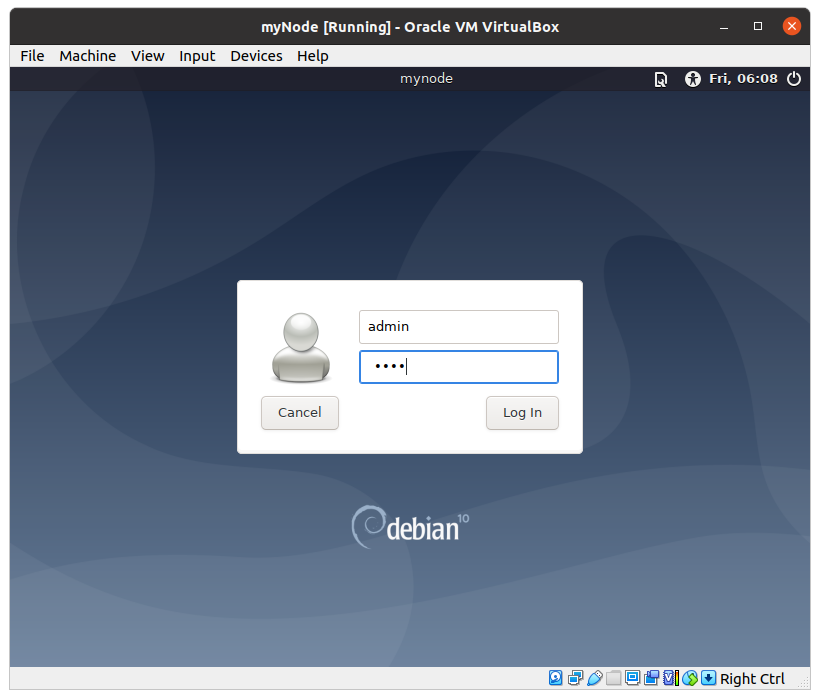 myNode [Running] - Oracle VM VirtualBox
File Machine View Input Devices Help
mynode Fri, 06:08
admin
••••
Cancel Log In
debian 10
Right Ctrl